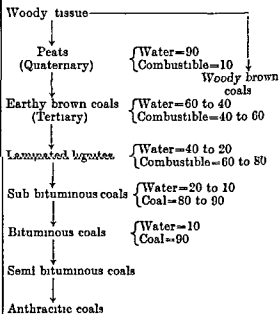 Woody tissue
Peats {Water=90
(Quaternary) {Combustible=10
Woody brown
coals
Earthy brown coals {Water=60 to 40
(Tertiary) {Combustible=40 to 60
Laminated lignites {Water=40 to 20
{Combustible=60 to 80
Sub bituminous coals {Water=20 to 10
{Coal=80 to 90
Bituminous coals {Water=10
{Coal=90
Semi bituminous coals
Anthracitic coals